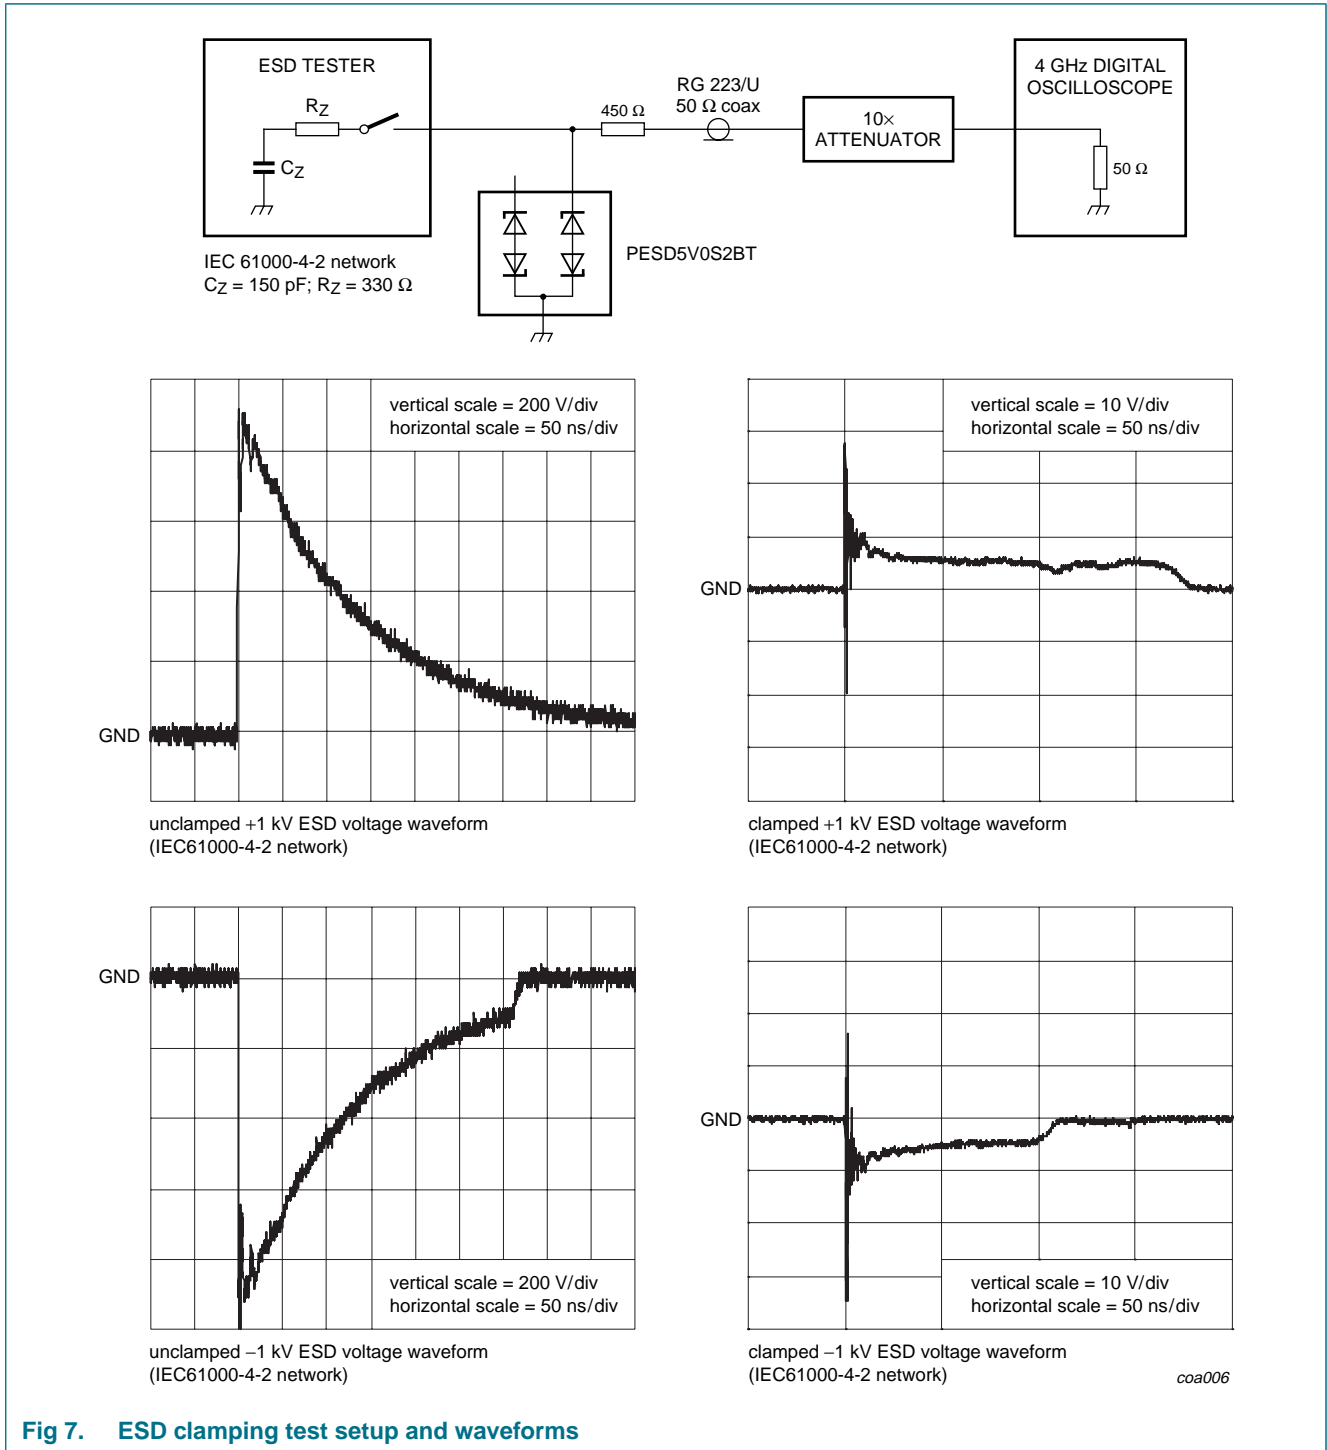 ESD TESTER
RZ
CZ
IEC 61000-4-2 network
CZ = 150 pF; RZ = 330 Ω
450 Ω
RG 223/U
50 Ω coax
10×
ATTENUATOR
4 GHz DIGITAL
OSCILLOSCOPE
50 Ω
PESD5V0S2BT
vertical scale = 200 V/div
horizontal scale = 50 ns/div
GND
unclamped +1 kV ESD voltage waveform
(IEC61000-4-2 network)
vertical scale = 10 V/div
horizontal scale = 50 ns/div
GND
clamped +1 kV ESD voltage waveform
(IEC61000-4-2 network)
GND
vertical scale = 200 V/div
horizontal scale = 50 ns/div
unclamped −1 kV ESD voltage waveform
(IEC61000-4-2 network)
GND
vertical scale = 10 V/div
horizontal scale = 50 ns/div
clamped −1 kV ESD voltage waveform
(IEC61000-4-2 network)
coa006
Fig 7. ESD clamping test setup and waveforms